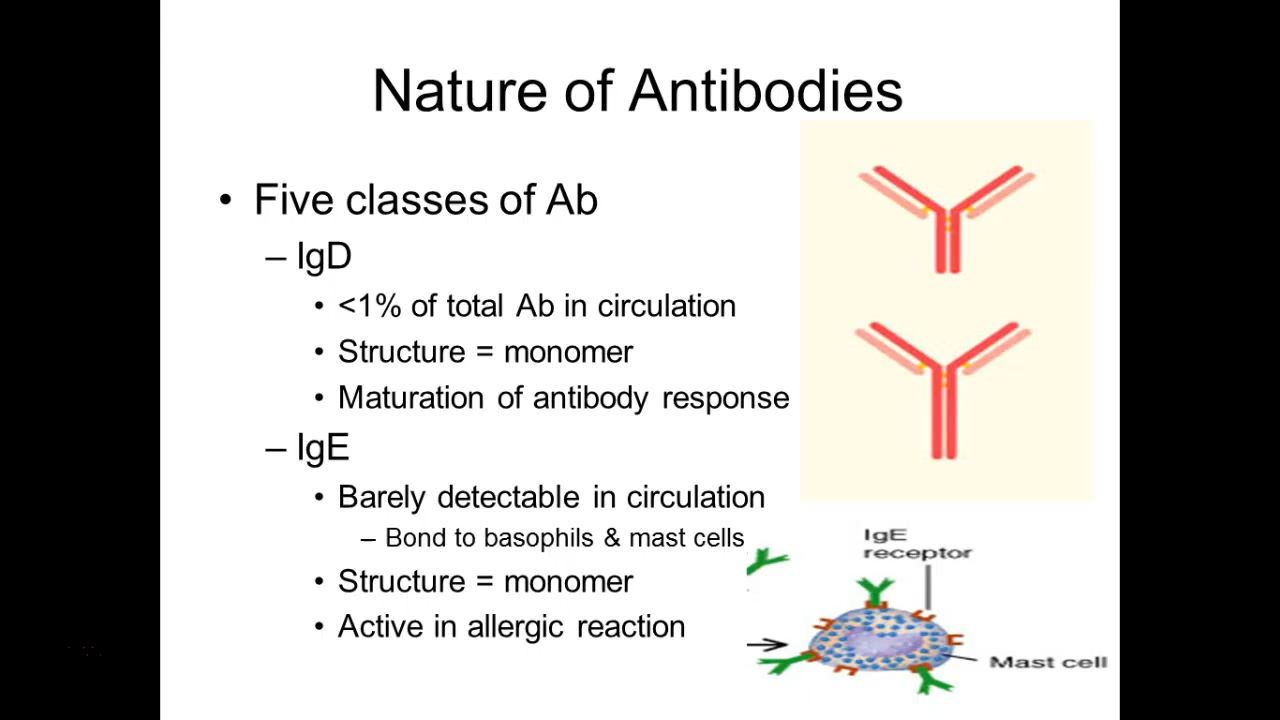 Nature of Antibodies
• Five classes of Ab
– IgD
• <1% of total Ab in circulation
• Structure = monomer
• Maturation of antibody response
– IgE
• Barely detectable in circulation
– Bond to basophils & mast cells
• Structure = monomer
• Active in allergic reaction
IgE
receptor
Mast cell